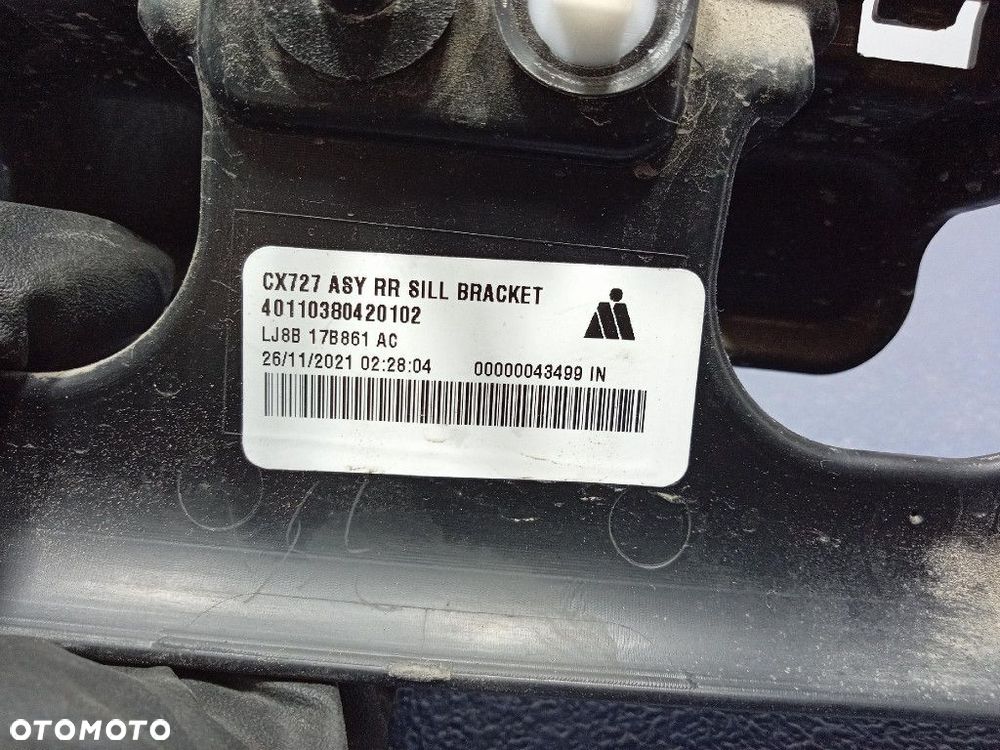 CX727 ASY RR SILL BRACKET
40110380420102
LJ8B 17B861 AC
26/11/2021 02:28:04 00000043499 IN
OTOMOTO